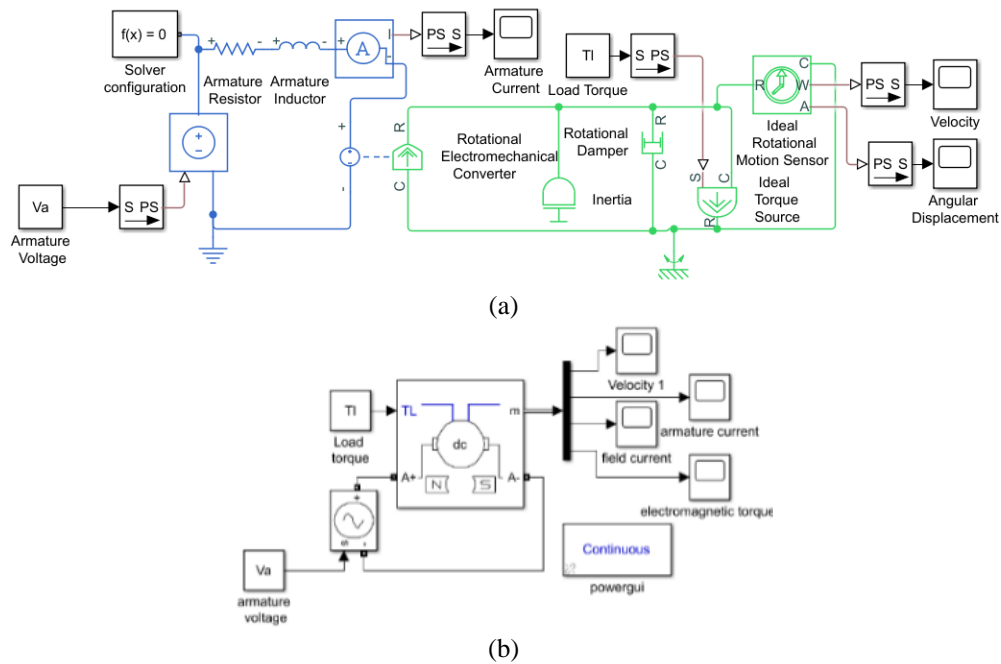 f(x) = 0
Solver
configuration
+
-
+
-
+
A
I
-
PS S
Armature
Current
Armature
Resistor
Armature
Inductor
Tl
S PS
Load Torque
R
C
W
A
PS S
Velocity
Ideal
Rotational
Motion Sensor
PS S
Angular
Displacement
+
-
+
-
R
C
Rotational
Electromechanical
Converter
Rotational
Damper
R
C
Inertia
S
C
R
Ideal
Torque
Source
Va
S PS
Armature
Voltage
(a)
Tl
Load
torque
TL
m
dc
A+
A-
N
S
Velocity 1
armature current
field current
electromagnetic torque
+
s
-
Va
armature
voltage
Continuous
powergui
(b)